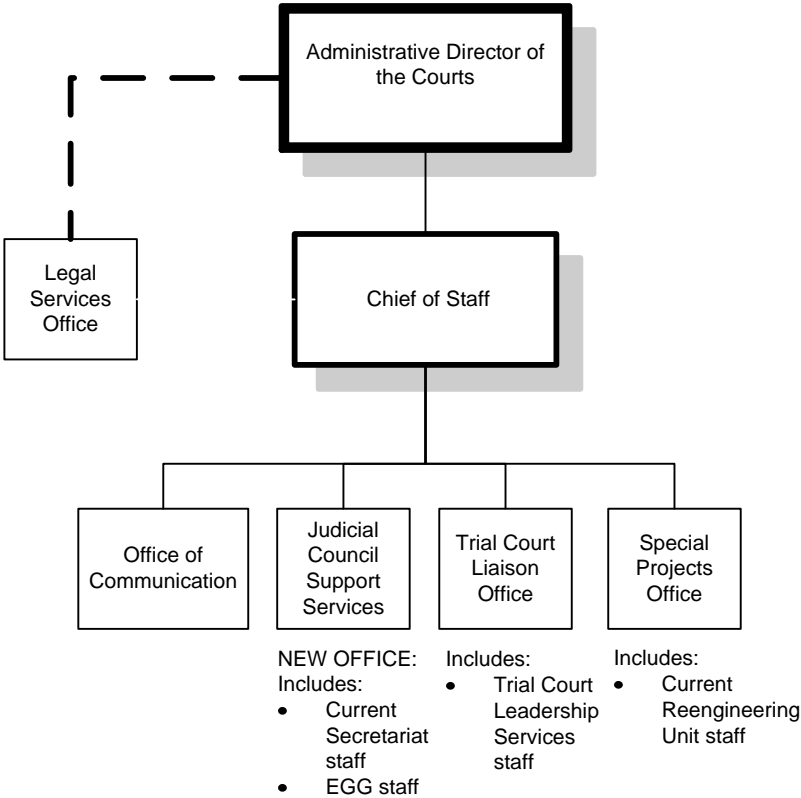 Administrative Director of
the Courts
Legal
Services
Office
Chief of Staff
Office of
Communication
Judicial
Council
Support
Services
Trial Court
Liaison
Office
Special
Projects
Office
NEW OFFICE:
Includes:
• Current
Secretariat
staff
• EGG staff
Includes:
• Trial Court
Leadership
Services
staff
Includes:
• Current
Reengineering
Unit staff